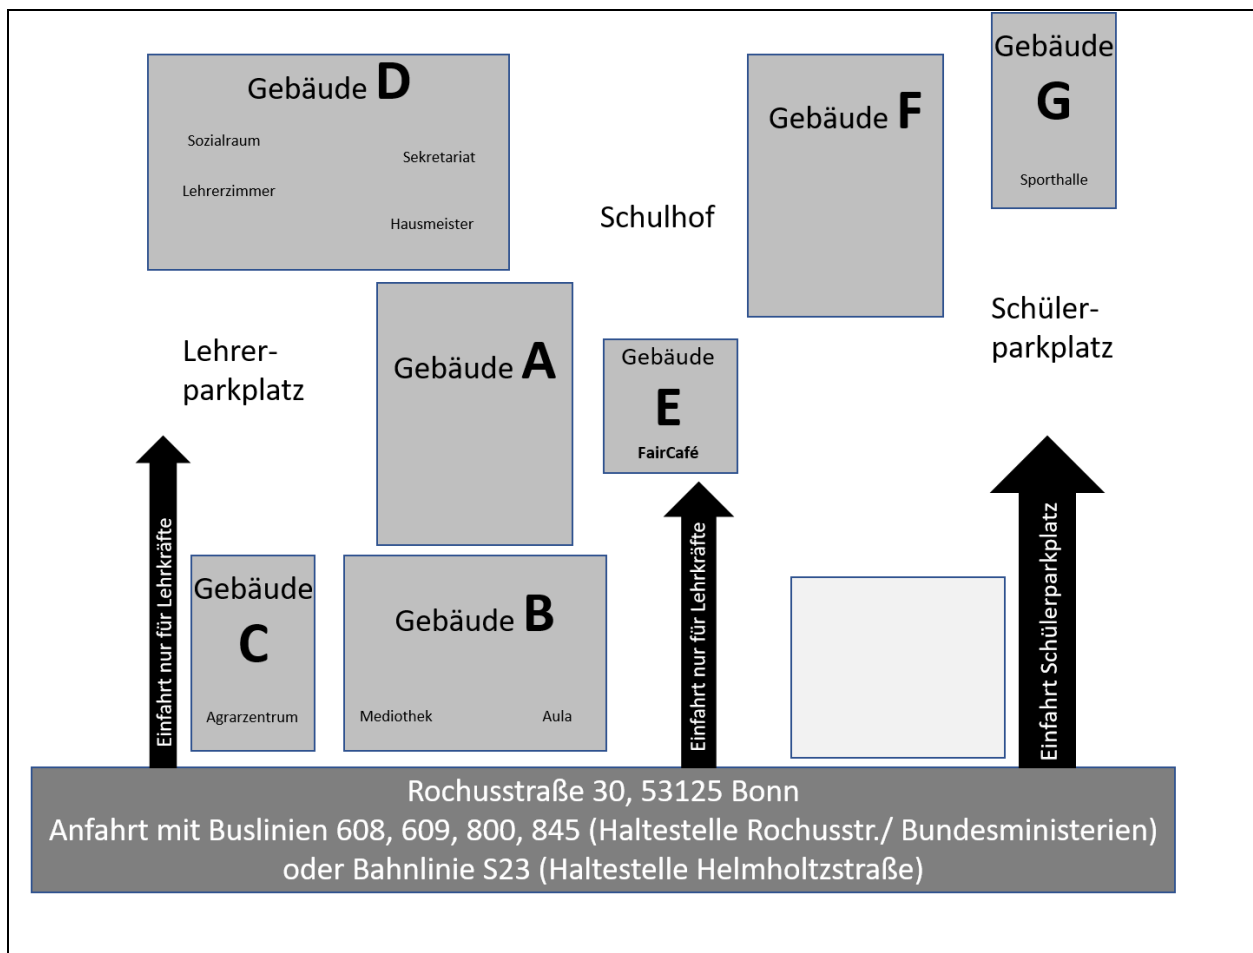 Gebäude D
Sozialraum
Sekretariat
Lehrerzimmer
Hausmeister
Gebäude F
Gebäude
G
Sporthalle
Schulhof
Lehrer-
parkplatz
Gebäude A
Gebäude
E
FairCafé
Schüler-
parkplatz
Einfahrt nur für Lehrkräfte
Gebäude
C
Agrarzentrum
Gebäude B
Mediothek
Aula
Einfahrt nur für Lehrkräfte
Einfahrt Schülerparkplatz
Rochusstraße 30, 53125 Bonn
Anfahrt mit Buslinien 608, 609, 800, 845 (Haltestelle Rochusstr./ Bundesministerien)
oder Bahnlinie S23 (Haltestelle Helmholtzstraße)